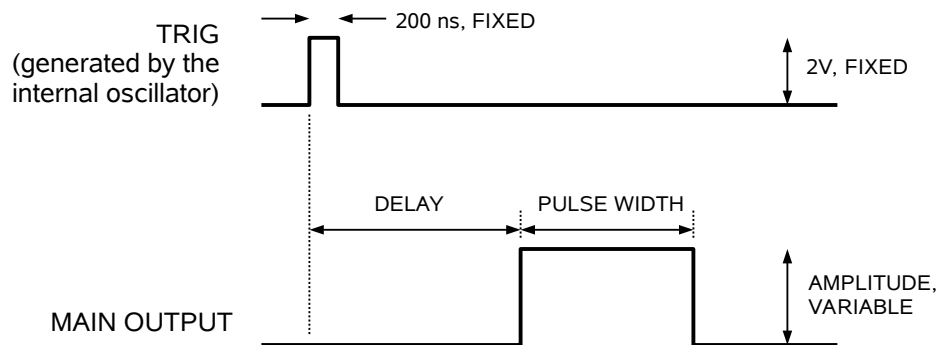 200 ns, FIXED
TRIG
(generated by the
internal oscillator)
2V, FIXED
DELAY
PULSE WIDTH
AMPLITUDE,
VARIABLE
MAIN OUTPUT